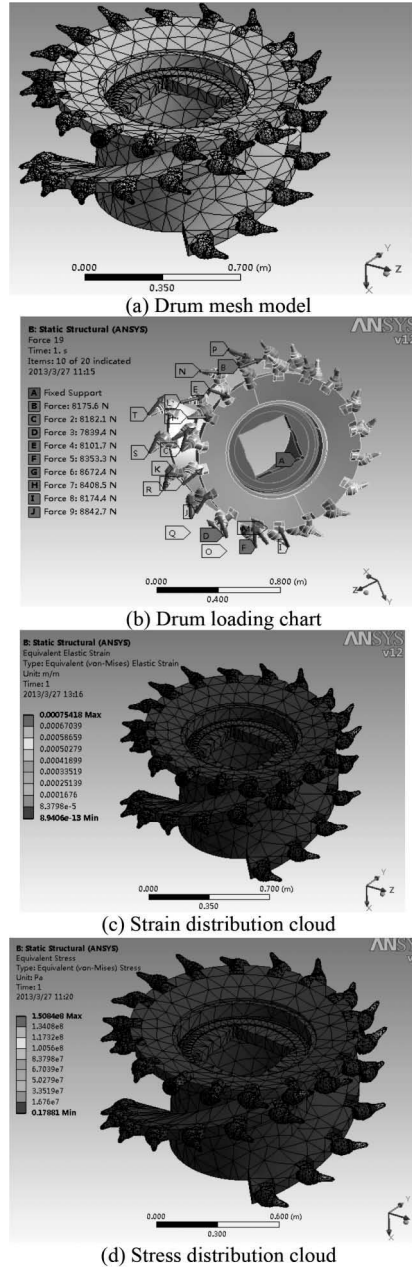 0.000
0.700 (m)
0.350
Y
Z
X
(a) Drum mesh model
B: Static Structural (ANSYS)
Force 19
Time: 1. s
Items: 10 of 20 indicated
2013/3/27 11:15
ANSYS
v12
A Fixed Support
B Force: 8175.6 N
C Force 2: 8182.1 N
D Force 3: 7839.4 N
E Force 4: 8101.7 N
F Force 5: 8353.3 N
G Force 6: 8672.4 N
H Force 7: 8408.5 N
I Force 8: 8174.4 N
J Force 9: 8842.7 N
P
B
N
E
T
S
K
R
A
J
Q
D
O
F
I
0.000
0.800 (m)
0.400
X
Z
Y
(b) Drum loading chart
B: Static Structural (ANSYS)
Equivalent Elastic Strain
Type: Equivalent (von-Mises) Elastic Strain
Unit: m/m
Time: 1
2013/3/27 13:16
ANSYS
v12
0.00075418 Max
0.00067039
0.00058659
0.00050279
0.00041899
0.00033519
0.00025139
0.0001676
8.3798e-5
8.9406e-13 Min
0.000
0.700 (m)
0.350
Y
Z
X
(c) Strain distribution cloud
B: Static Structural (ANSYS)
Equivalent Stress
Type: Equivalent (von-Mises) Stress
Unit: Pa
Time: 1
2013/3/27 11:20
ANSYS
v12
1.5084e8 Max
1.3408e8
1.1732e8
1.0056e8
8.3798e7
6.7039e7
5.0279e7
3.3519e7
1.676e7
0.17881 Min
0.000
0.600 (m)
0.300
Y
X
(d) Stress distribution cloud